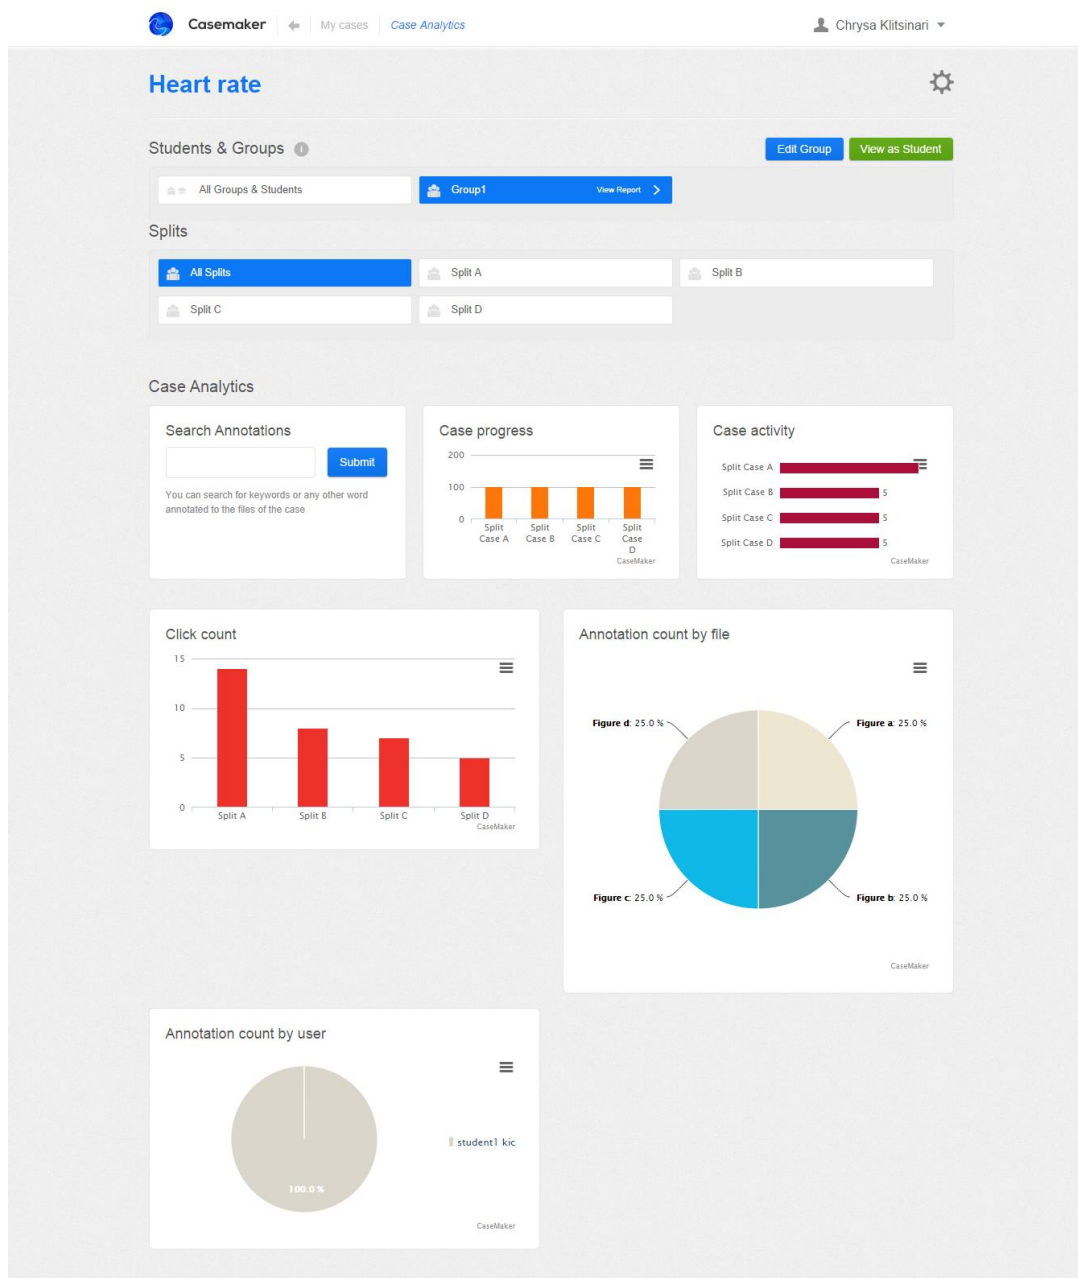 Casemaker My cases Case Analytics Chrysa Klitsinari
Heart rate
Students & Groups i Edit Group View as Student
All Groups & Students Group1 View Report
Splits
All Splits Split A Split B
Split C Split D
Case Analytics
Search Annotations
Submit
You can search for keywords or any other word
annotated to the files of the case
Case progress
200
100
0
Split Case A Split Case B Split Case C Split Case D
CaseMaker
Case activity
Split Case A
Split Case B 5
Split Case C 5
Split Case D 5
CaseMaker
Click count
15
10
5
0
Split A Split B Split C Split D
CaseMaker
Annotation count by file
Figure d: 25.0 % Figure a: 25.0 %
Figure c: 25.0 % Figure b: 25.0 %
CaseMaker
Annotation count by user
student1 kic
100.0 %
CaseMaker